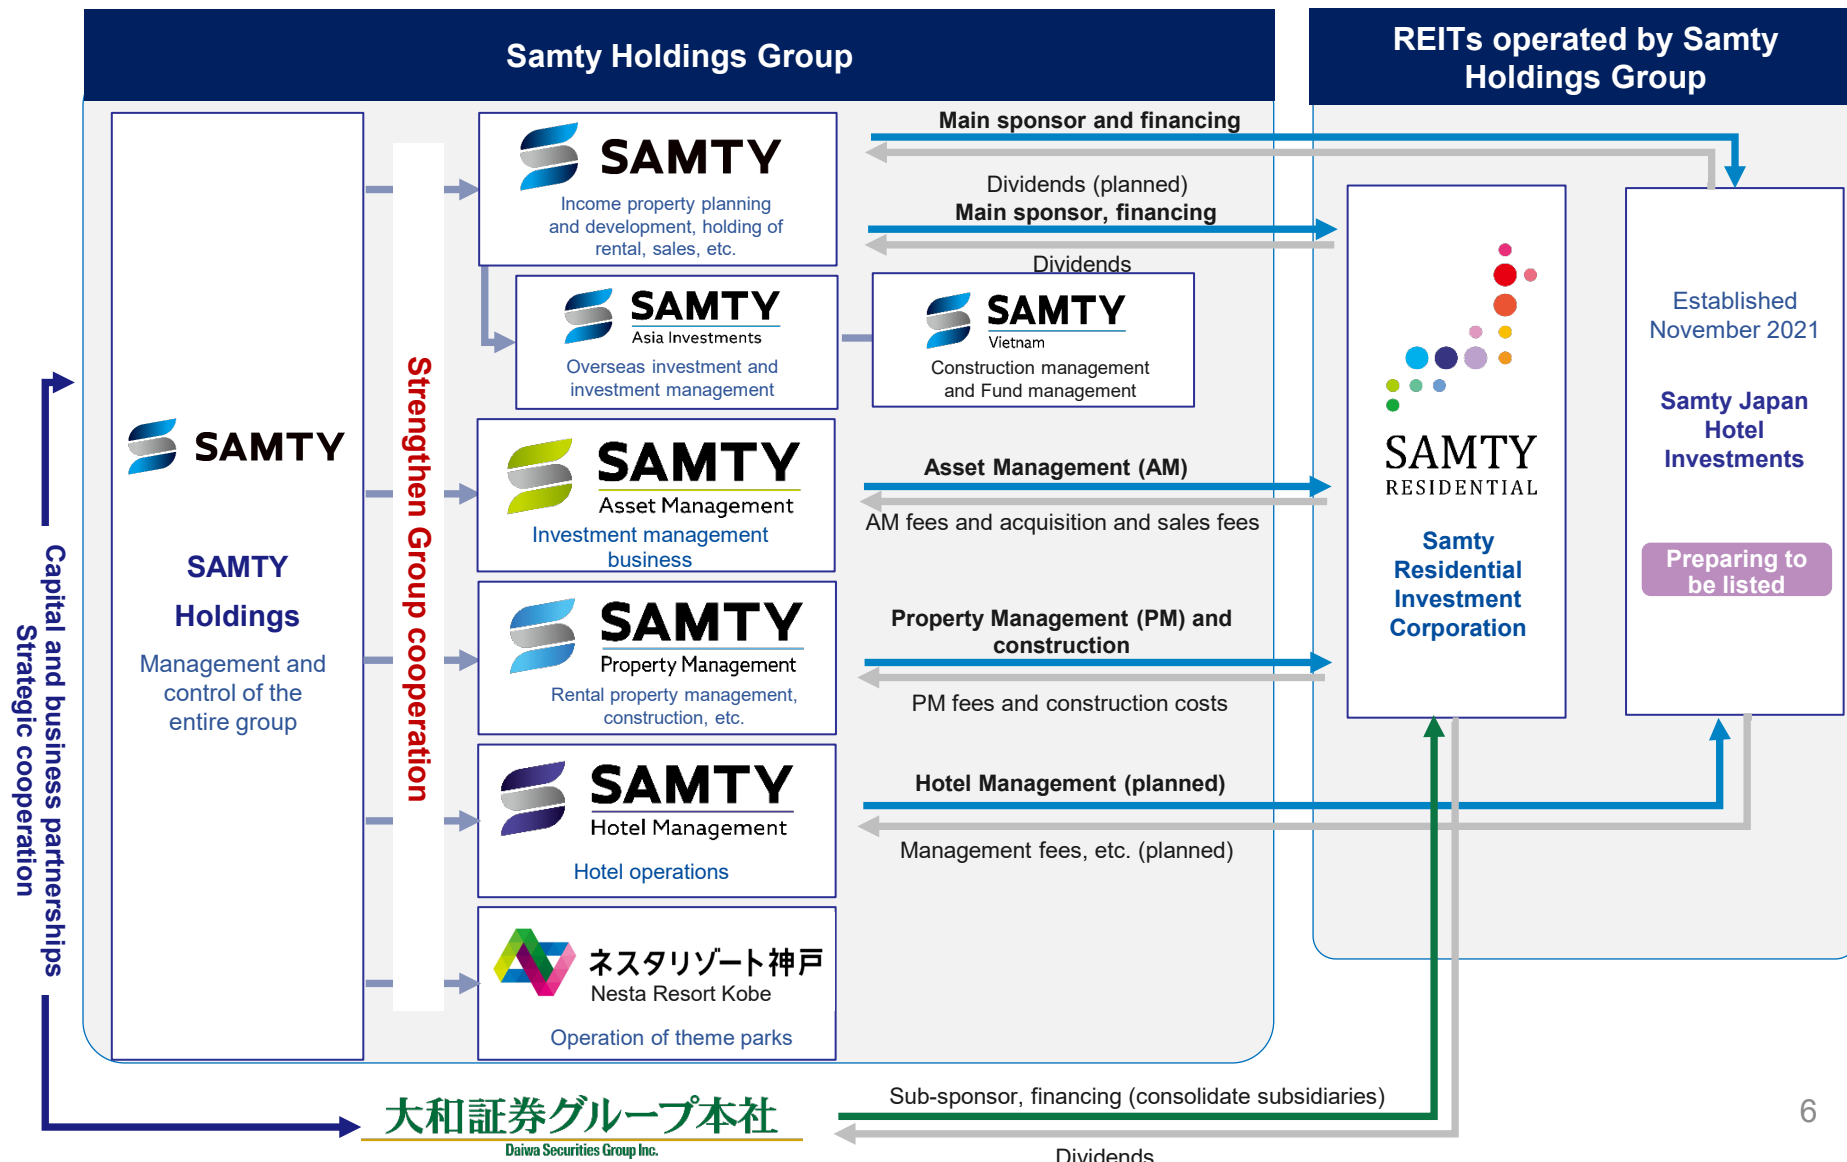 Samty Holdings Group
REITs operated by Samty
Holdings Group
SAMTY
SAMTY
Holdings
Management and
control of the
entire group
Strengthen Group cooperation
Capital and business partnerships
Strategic cooperation
SAMTY
Income property planning
and development, holding of
rental, sales, etc.
SAMTY
Asia Investments
Overseas investment and
investment management
SAMTY
Vietnam
Construction management
and Fund management
SAMTY
Asset Management
Investment management
business
SAMTY
Property Management
Rental property management,
construction, etc.
SAMTY
Hotel Management
Hotel operations
ネスタリゾート神戸
Nesta Resort Kobe
Operation of theme parks
Main sponsor and financing
Dividends (planned)
Main sponsor, financing
Dividends
Asset Management (AM)
AM fees and acquisition and sales fees
Property Management (PM) and
construction
PM fees and construction costs
Hotel Management (planned)
Management fees, etc. (planned)
SAMTY
RESIDENTIAL
Samty
Residential
Investment
Corporation
Established
November 2021
Samty Japan
Hotel
Investments
Preparing to
be listed
大和証券グループ本社
Daiwa Securities Group Inc.
Sub-sponsor, financing (consolidate subsidiaries)
Dividends
6